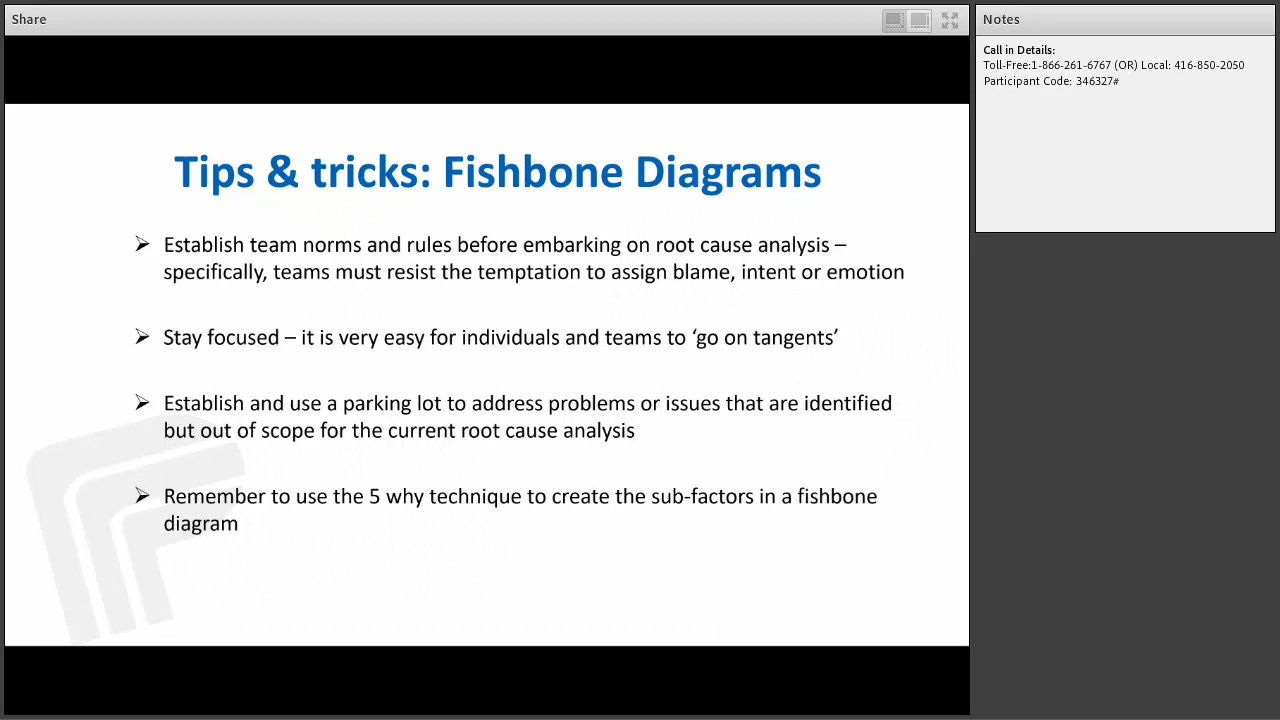 Share
Notes
Call in Details:
Toll-Free:1-866-261-6767 (OR) Local: 416-850-2050
Participant Code: 346327#
Tips & tricks: Fishbone Diagrams
➢ Establish team norms and rules before embarking on root cause analysis –
specifically, teams must resist the temptation to assign blame, intent or emotion
➢ Stay focused – it is very easy for individuals and teams to ‘go on tangents’
➢ Establish and use a parking lot to address problems or issues that are identified
but out of scope for the current root cause analysis
➢ Remember to use the 5 why technique to create the sub-factors in a fishbone
diagram